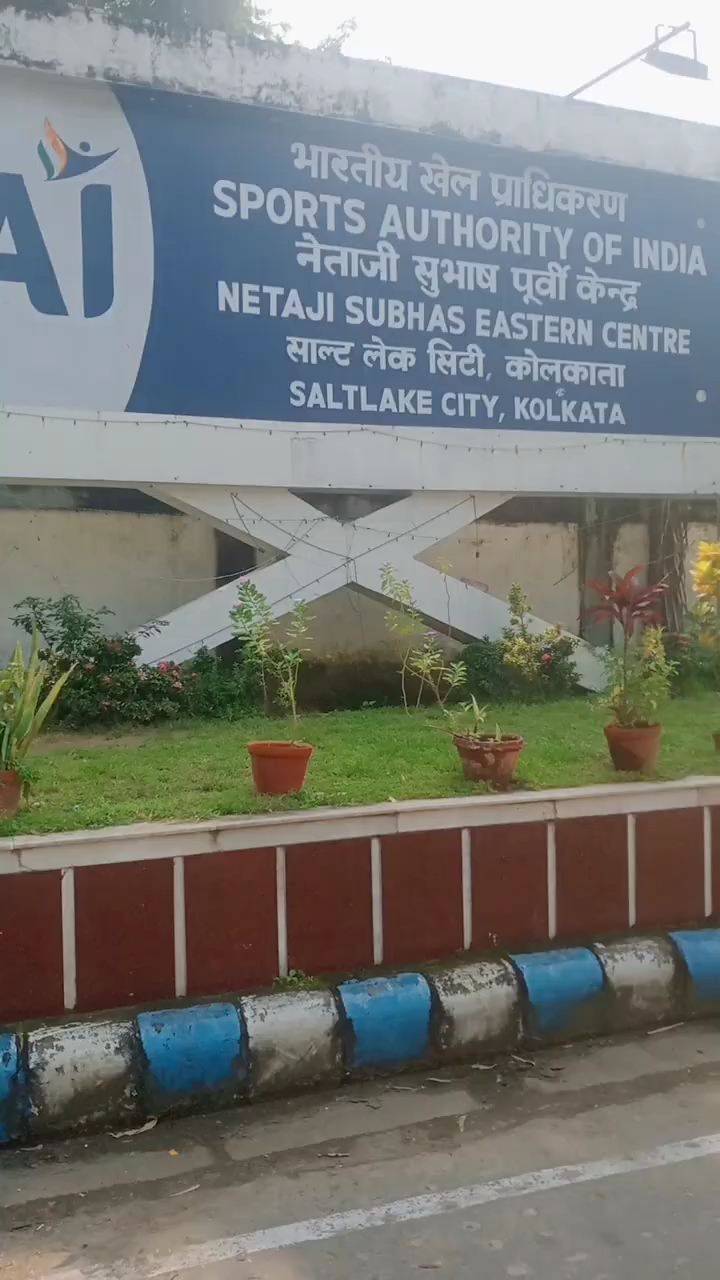 AI
भारतीय खेल प्राधिकरण
SPORTS AUTHORITY OF INDIA
नेताजी सुभाष पूर्वी केन्द्र
NETAJI SUBHAS EASTERN CENTRE
साल्ट लेक सिटी, कोलकाता
SALTLAKE CITY, KOLKATA